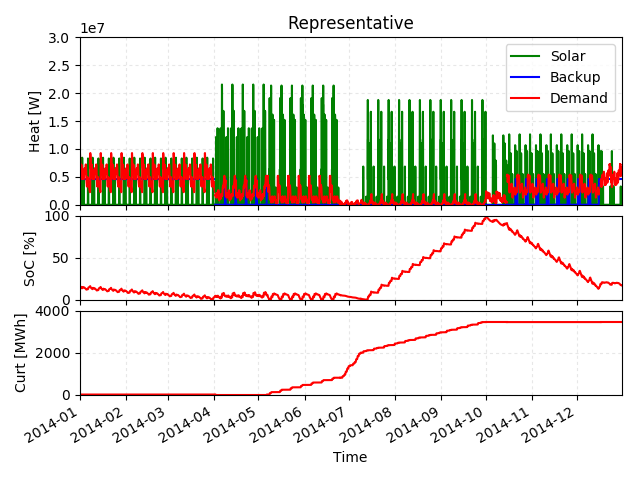 Representative
1e7
3.0
2.5
2.0
1.5
1.0
0.5
0.0
Heat [W]
Solar
Backup
Demand
100
50
0
SoC [%]
4000
2000
0
Curt [MWh]
2014-01
2014-02
2014-03
2014-04
2014-05
2014-06
2014-07
2014-08
2014-09
2014-10
2014-11
2014-12
Time